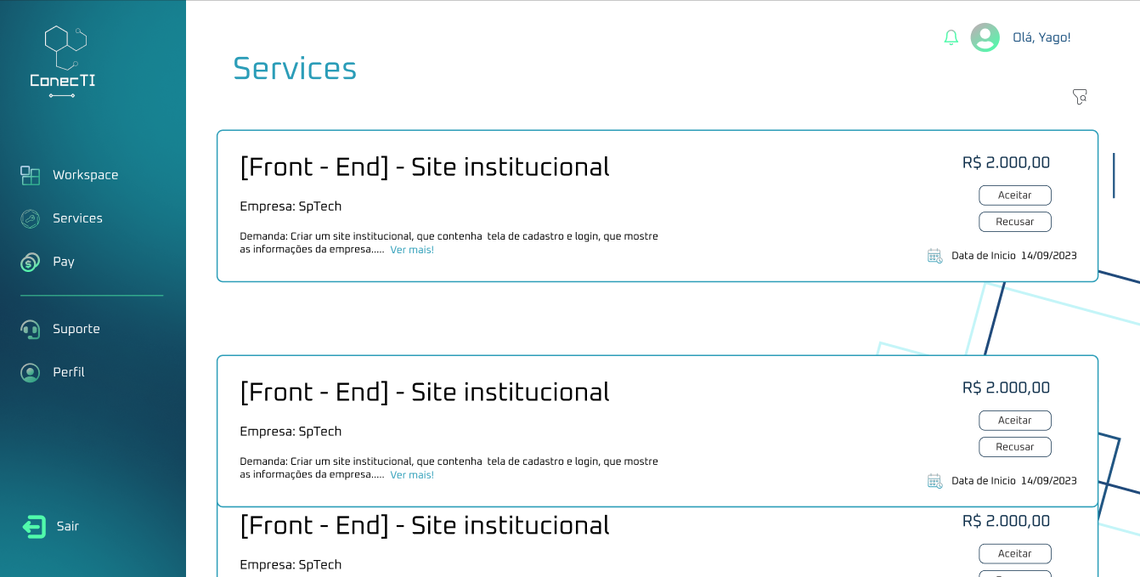 ConecTI
Olá, Yago!
Services
Workspace
Services
Pay
Suporte
Perfil
Sair
[Front - End] - Site institucional
R$ 2.000,00
Empresa: SpTech
Aceitar
Recusar
Demanda: Criar um site institucional, que contenha tela de cadastro e login, que mostre
as informações da empresa..... Ver mais!
Data de Inicio 14/09/2023
[Front - End] - Site institucional
R$ 2.000,00
Empresa: SpTech
Aceitar
Recusar
Demanda: Criar um site institucional, que contenha tela de cadastro e login, que mostre
as informações da empresa..... Ver mais!
Data de Inicio 14/09/2023
[Front - End] - Site institucional
R$ 2.000,00
Empresa: SpTech
Aceitar